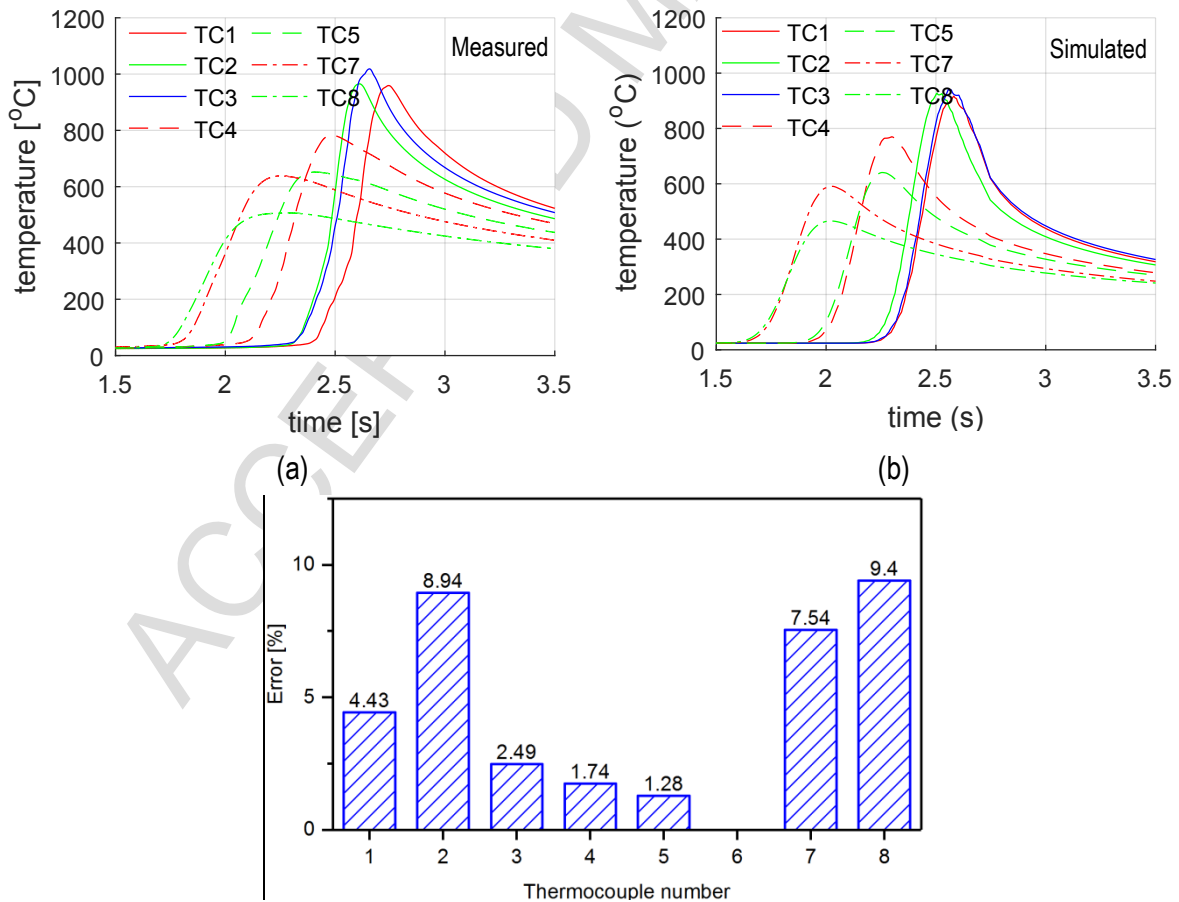 1200
1000
800
600
400
200
0
temperature [°C]
TC1
TC2
TC3
TC4
TC5
TC7
TC8
Measured
1.5
2
2.5
3
3.5
time [s]
(a)
1200
1000
800
600
400
200
0
temperature (°C)
TC1
TC2
TC3
TC4
TC5
TC7
TC8
Simulated
1.5
2
2.5
3
3.5
time (s)
(b)
10
5
0
Error [%]
4.43
8.94
2.49
1.74
1.28
7.54
9.4
1
2
3
4
5
6
7
8
Thermocouple number